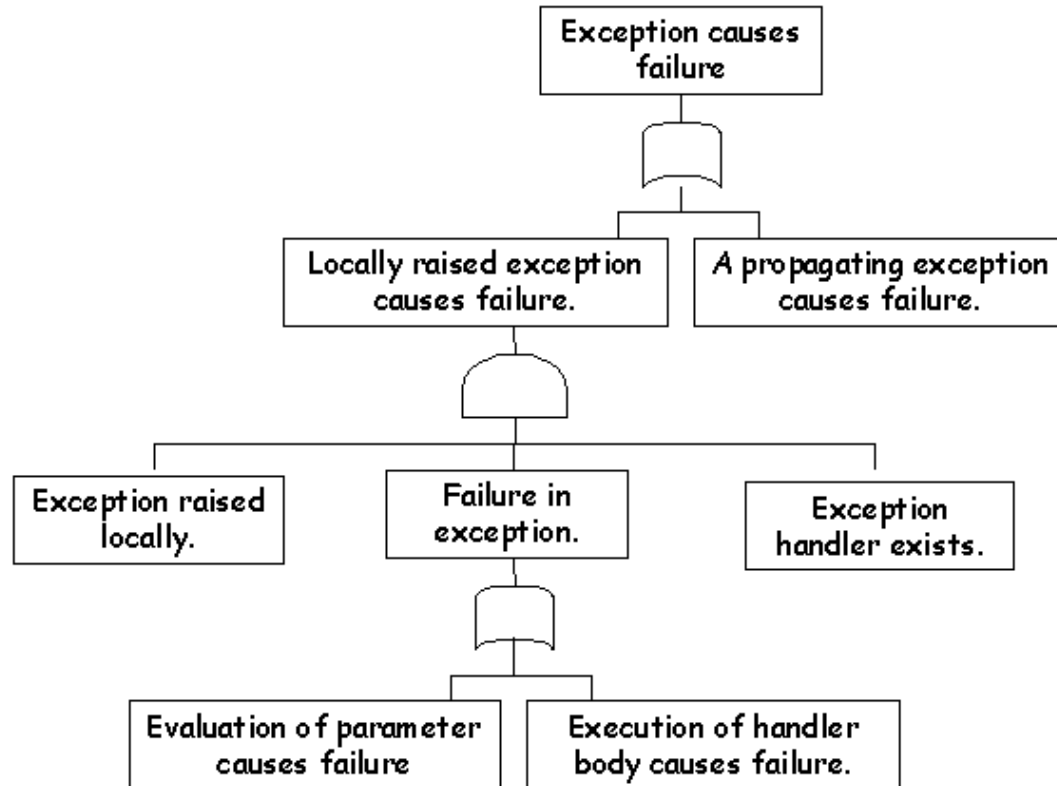 Exception causes
failure
Locally raised exception
causes failure.
A propagating exception
causes failure.
Exception raised
locally.
Failure in
exception.
Exception
handler exists.
Evaluation of parameter
causes failure
Execution of handler
body causes failure.